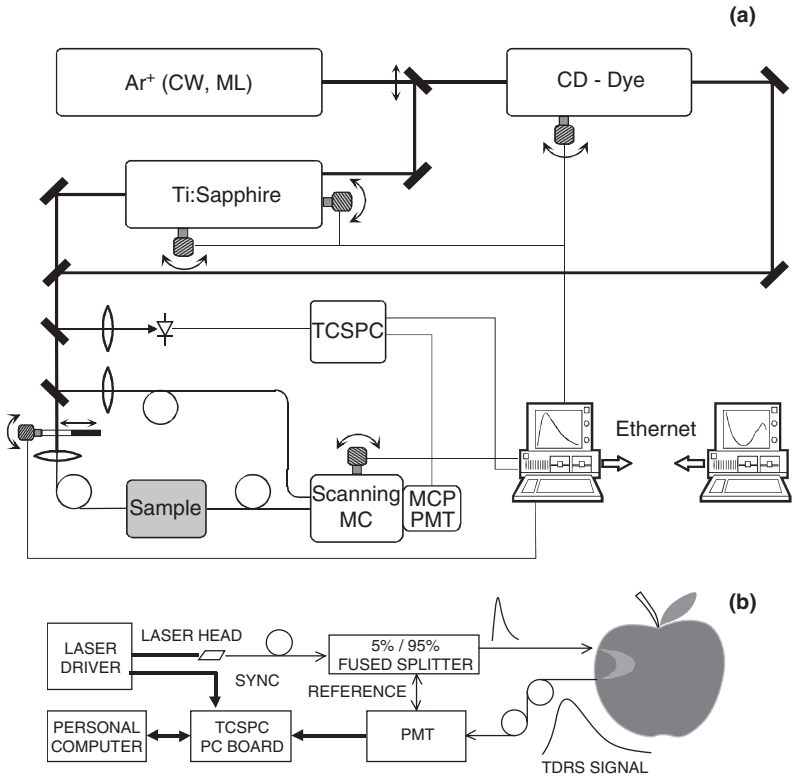 (a)
Ar+ (CW, ML)
CD - Dye
Ti:Sapphire
TCSPC
Ethernet
Sample
Scanning
MC
MCP
PMT
(b)
LASER
DRIVER
LASER HEAD
SYNC
5% / 95%
FUSED SPLITTER
REFERENCE
PERSONAL
COMPUTER
TCSPC
PC BOARD
PMT
TDRS SIGNAL